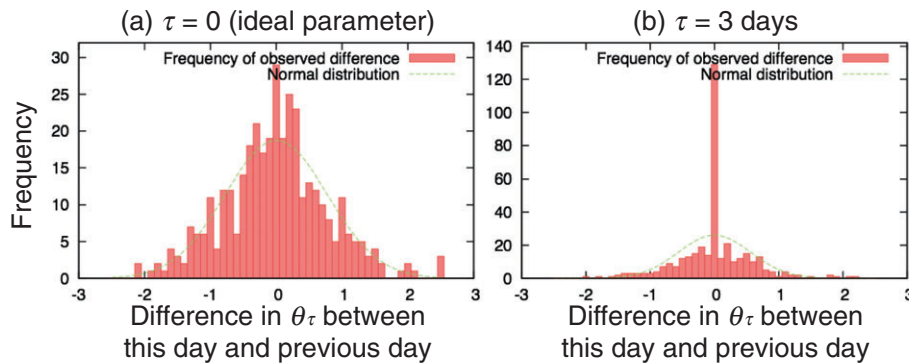 (a) τ = 0 (ideal parameter)
Frequency
30
25
20
15
10
5
0
Frequency of observed difference
Normal distribution
-3 -2 -1 0 1 2 3
Difference in θτ between
this day and previous day
(b) τ = 3 days
140
120
100
80
60
40
20
0
Frequency of observed difference
Normal distribution
-3 -2 -1 0 1 2 3
Difference in θτ between
this day and previous day